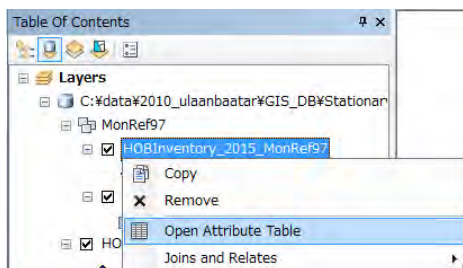 Table Of Contents
Layers
C:¥data¥2010_ulaanbaatar¥GIS_DB¥Stationar
MonRef97
HOBInventory_2015_MonRef97
Copy
Remove
Open Attribute Table
HO
Joins and Relates